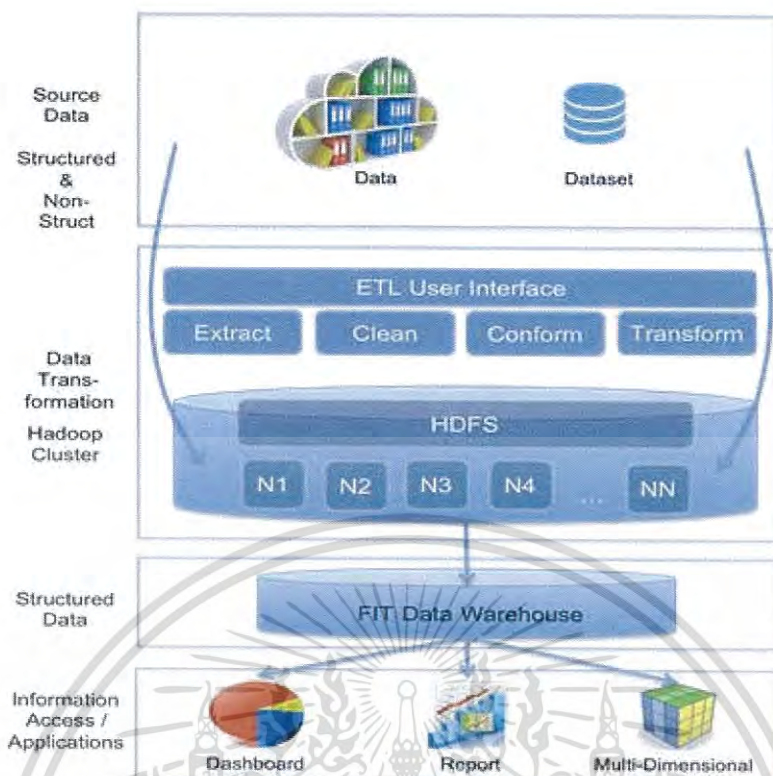 Source
Data
Structured
&
Non-
Struct
Data
Dataset
Data
Trans-
formation
Hadoop
Cluster
ETL User Interface
Extract
Clean
Conform
Transform
HDFS
N1
N2
N3
N4
...
NN
Structured
Data
FIT Data Warehouse
Information
Access /
Applications
Dashboard
Report
Multi-Dimensional